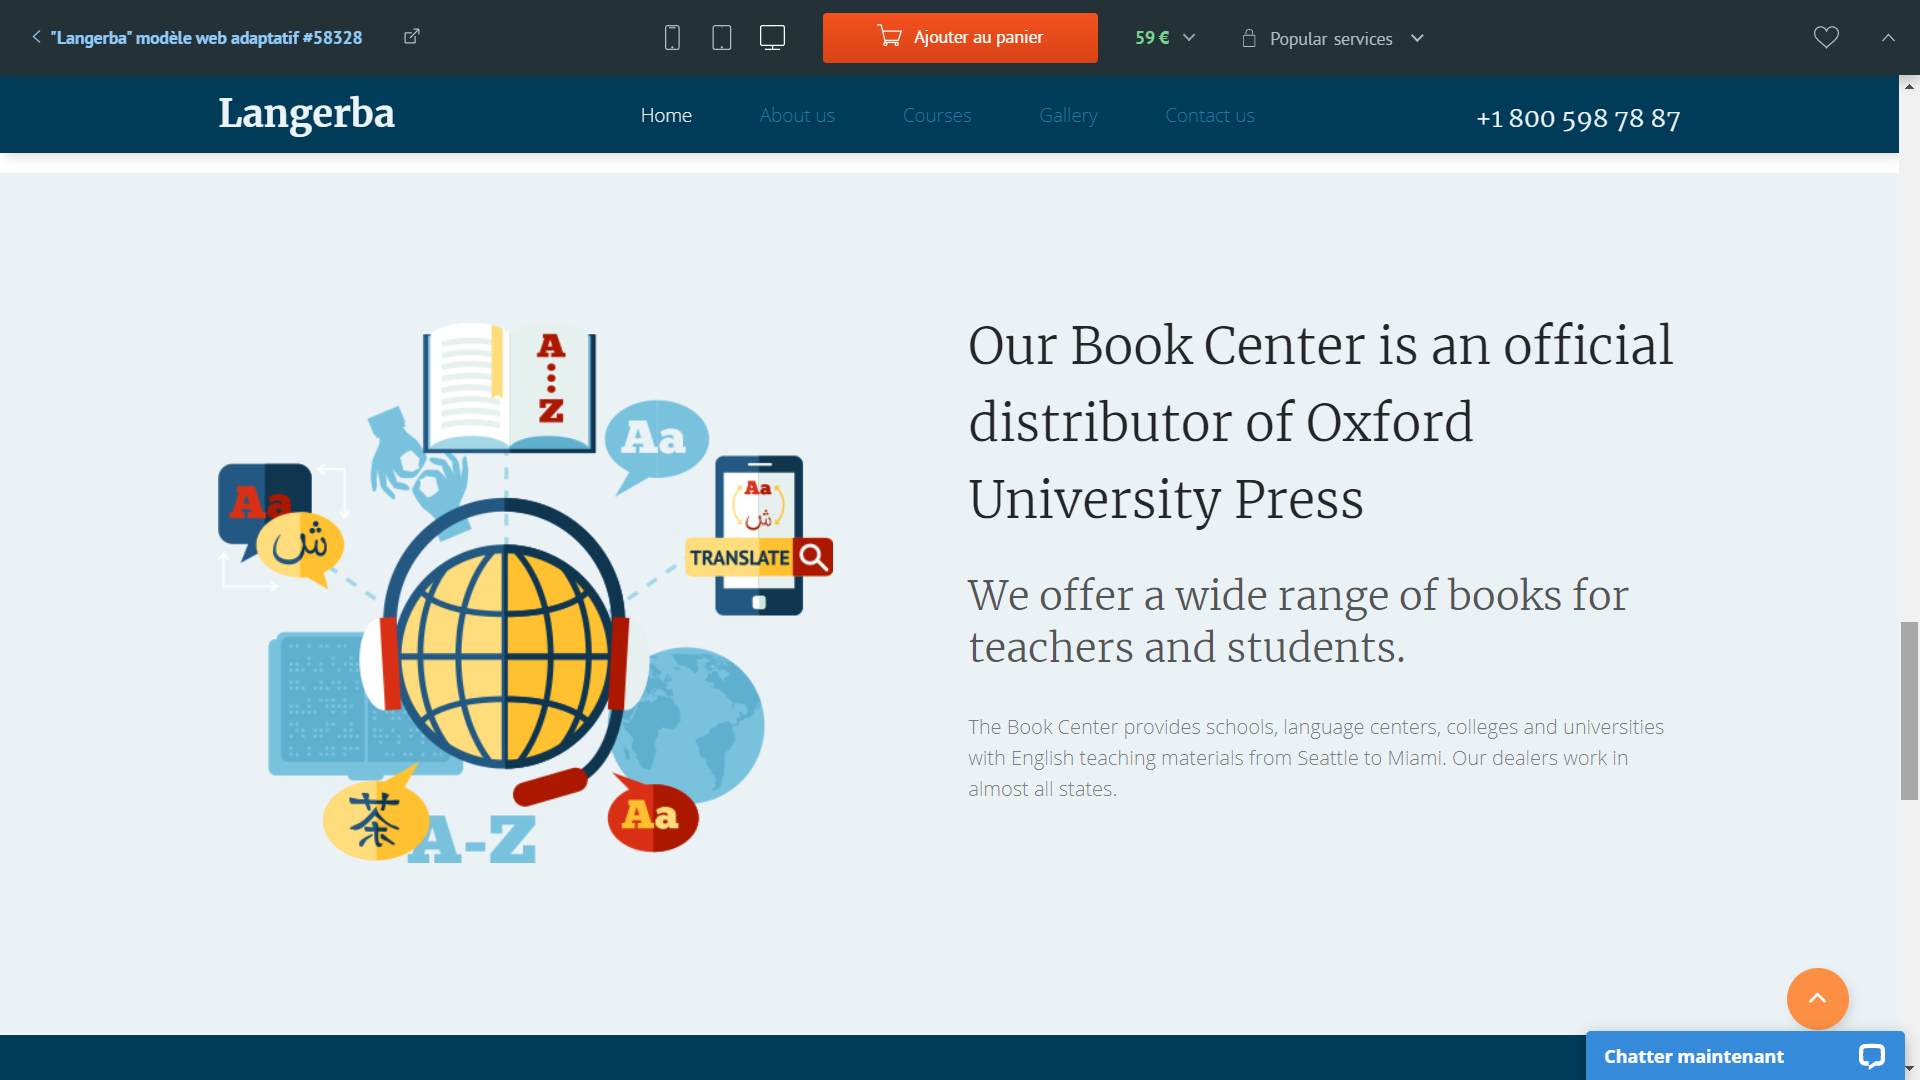 "Langerba" modèle web adaptatif #58328
Ajouter au panier
59 €
Popular services
Langerba
Home
About us
Courses
Gallery
Contact us
+1 800 598 78 87
A
Z
Aa
Aa
ش
Aa
ش
TRANSLATE
茶
A-Z
Aa
Our Book Center is an official
distributor of Oxford
University Press
We offer a wide range of books for
teachers and students.
The Book Center provides schools, language centers, colleges and universities
with English teaching materials from Seattle to Miami. Our dealers work in
almost all states.
Chatter maintenant